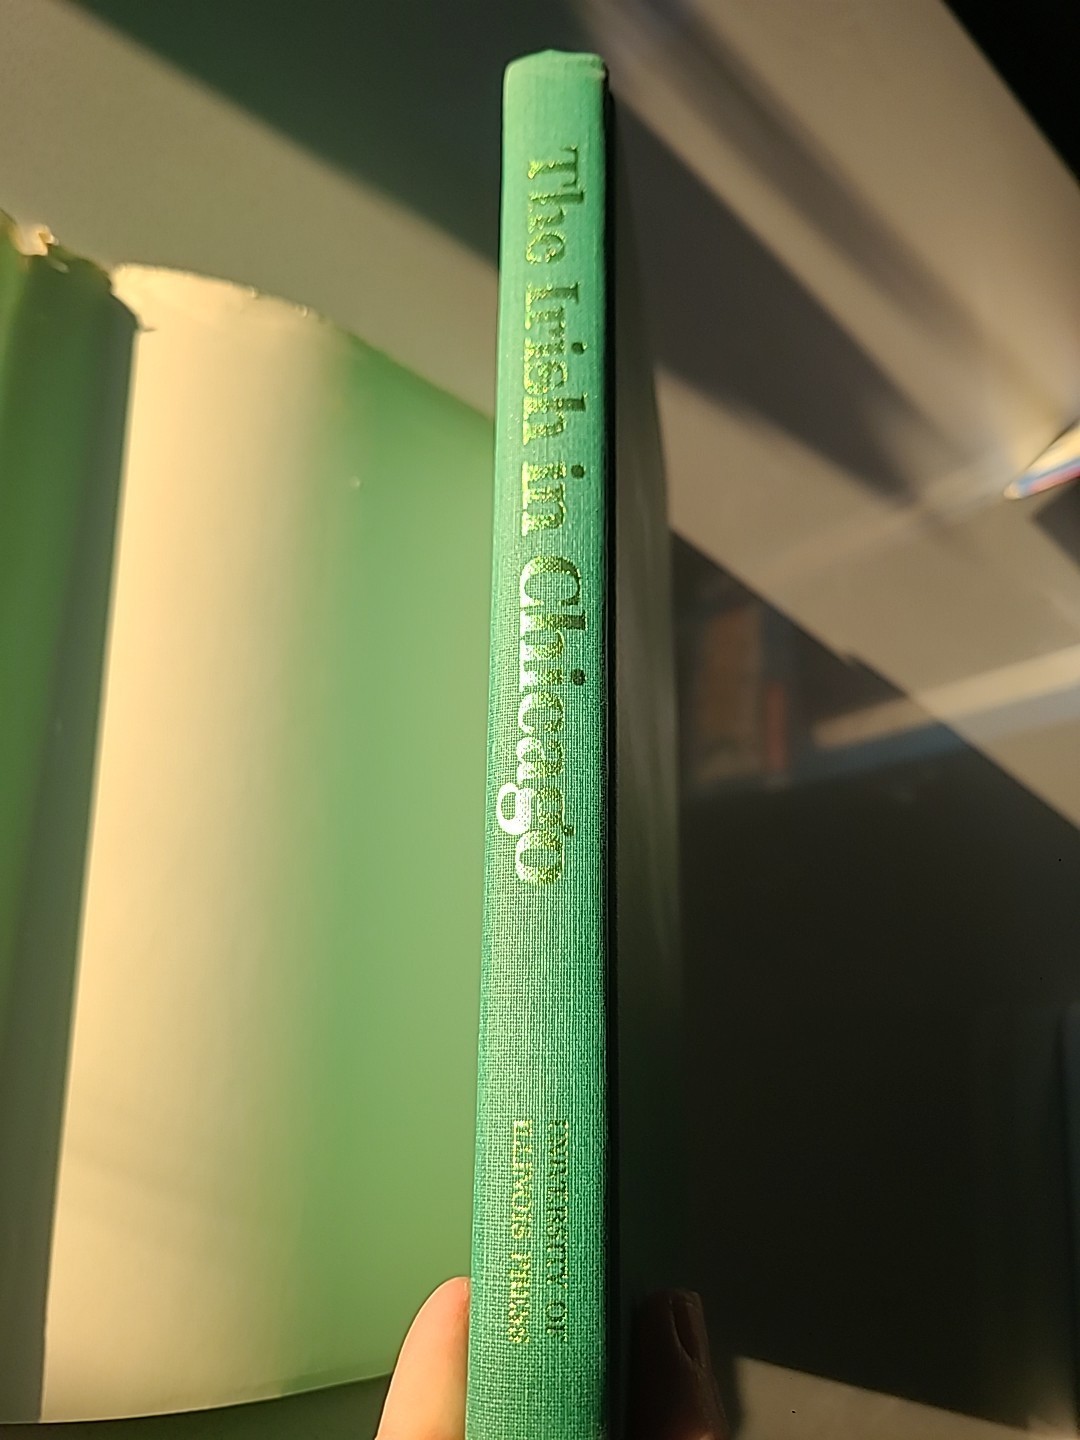 The Irish in Chicago
UNIVERSITY OF
ILLINOIS PRESS